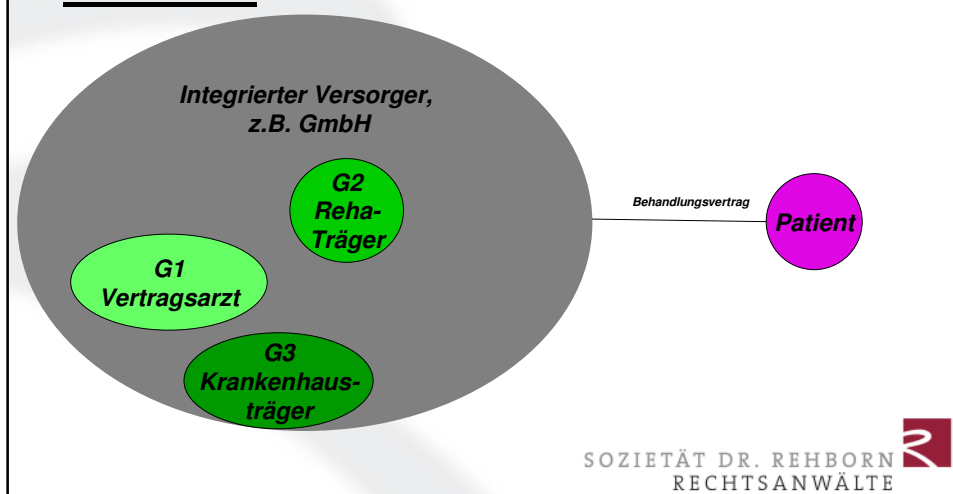 Integrierter Versorger,
z.B. GmbH
G2
Reha-
Träger
Behandlungsvertrag
Patient
G1
Vertragsarzt
G3
Krankenhaus-
träger
SOZIETÄT DR. REHBORN
RECHTSANWÄLTE